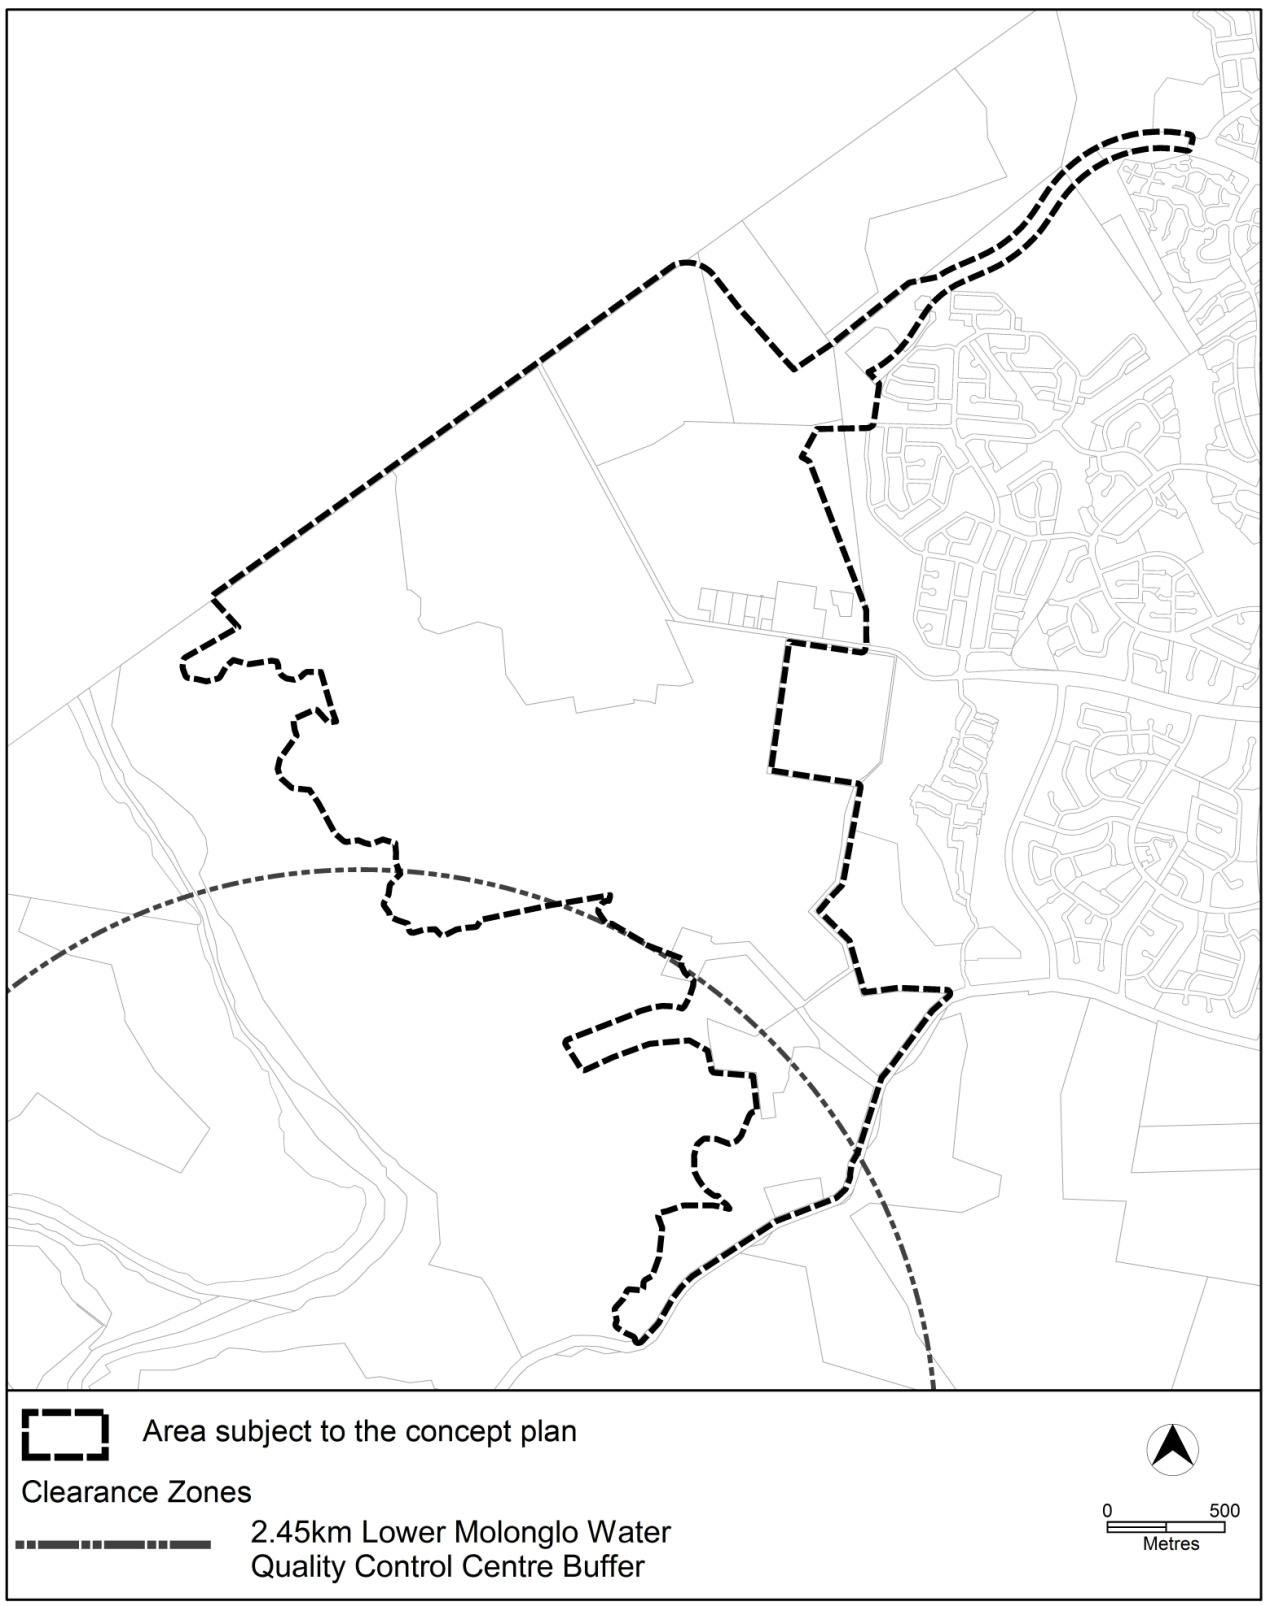 Area subject to the concept plan
Clearance Zones
2.45km Lower Molonglo Water
Quality Control Centre Buffer
0 500
Metres